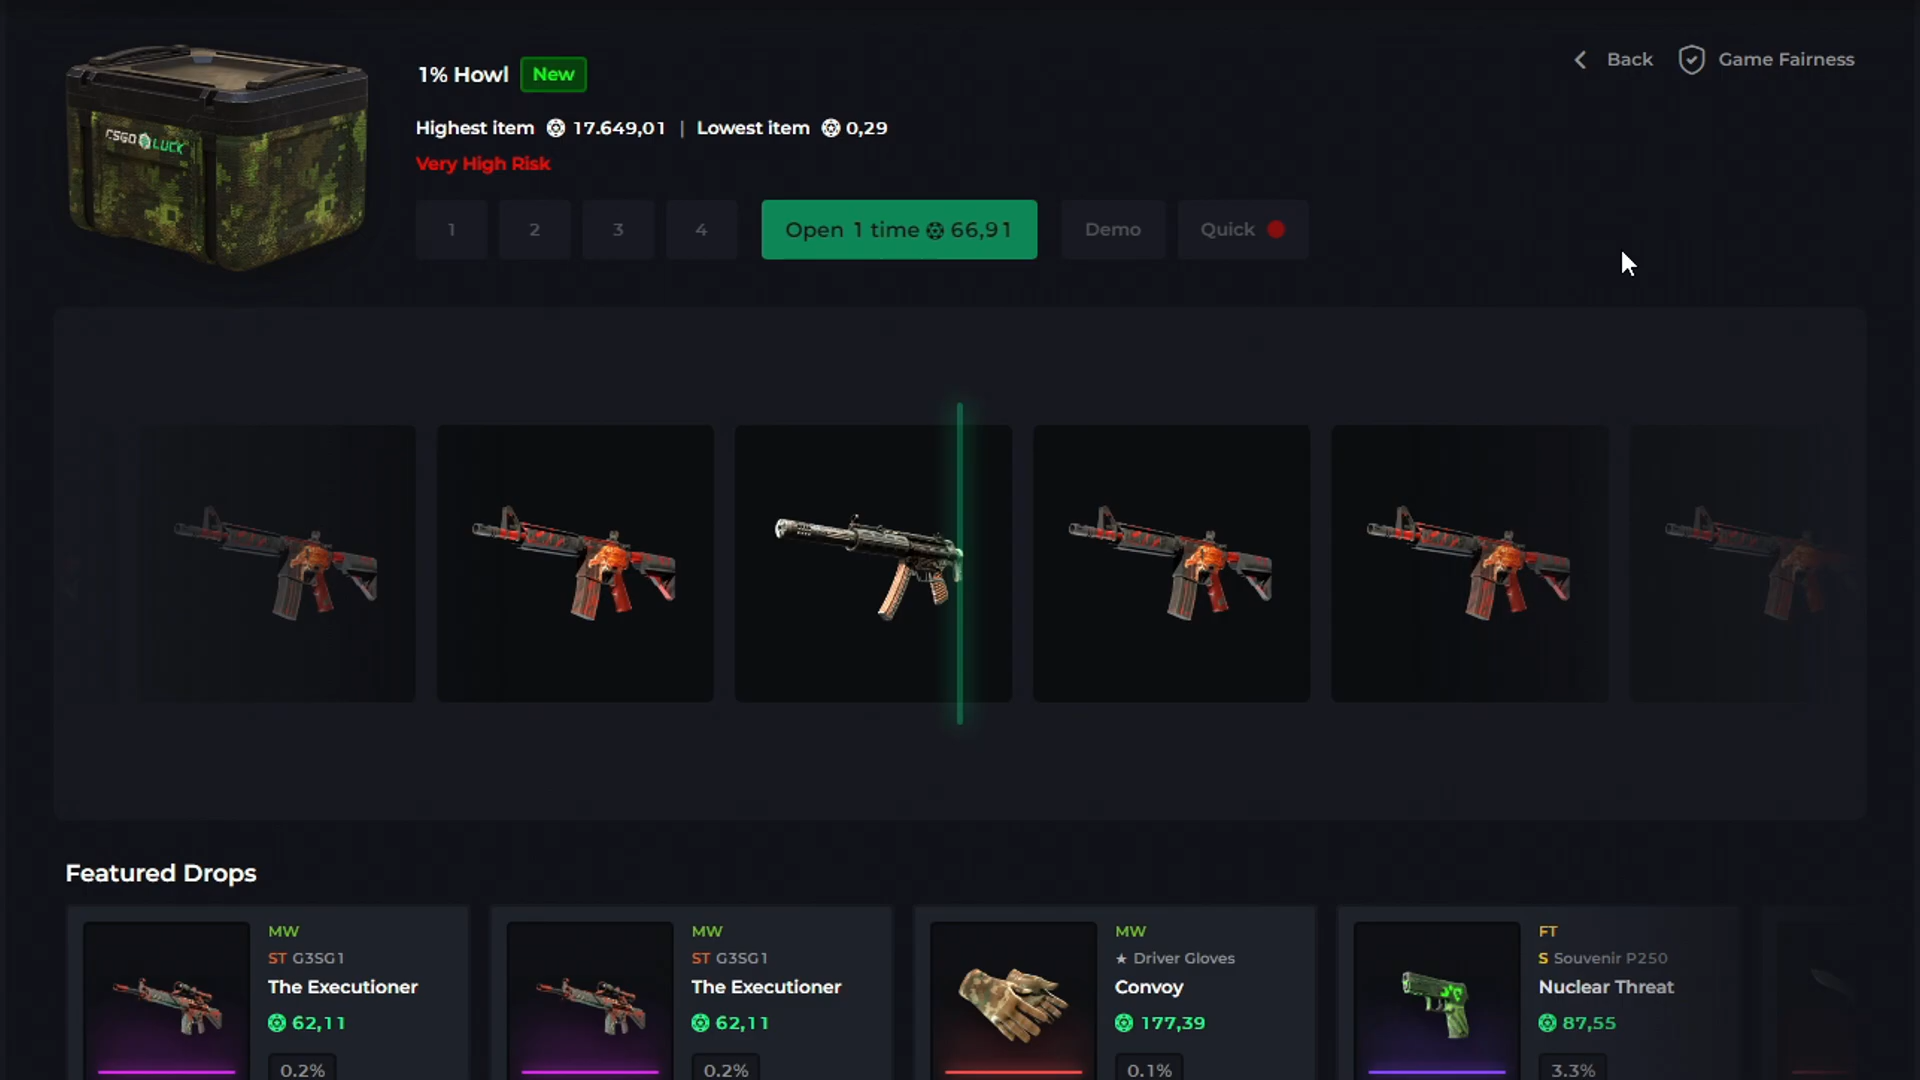 CSGO LUCK
1% Howl New
Back Game Fairness
Highest item 17.649,01 | Lowest item 0,29
Very High Risk
1 2 3 4 Open 1 time 66,91 Demo Quick
Featured Drops
MW
ST G3SG1
The Executioner
62,11
0.2%
MW
ST G3SG1
The Executioner
62,11
0.2%
MW
★ Driver Gloves
Convoy
177,39
0.1%
FT
S Souvenir P250
Nuclear Threat
87,55
3.3%